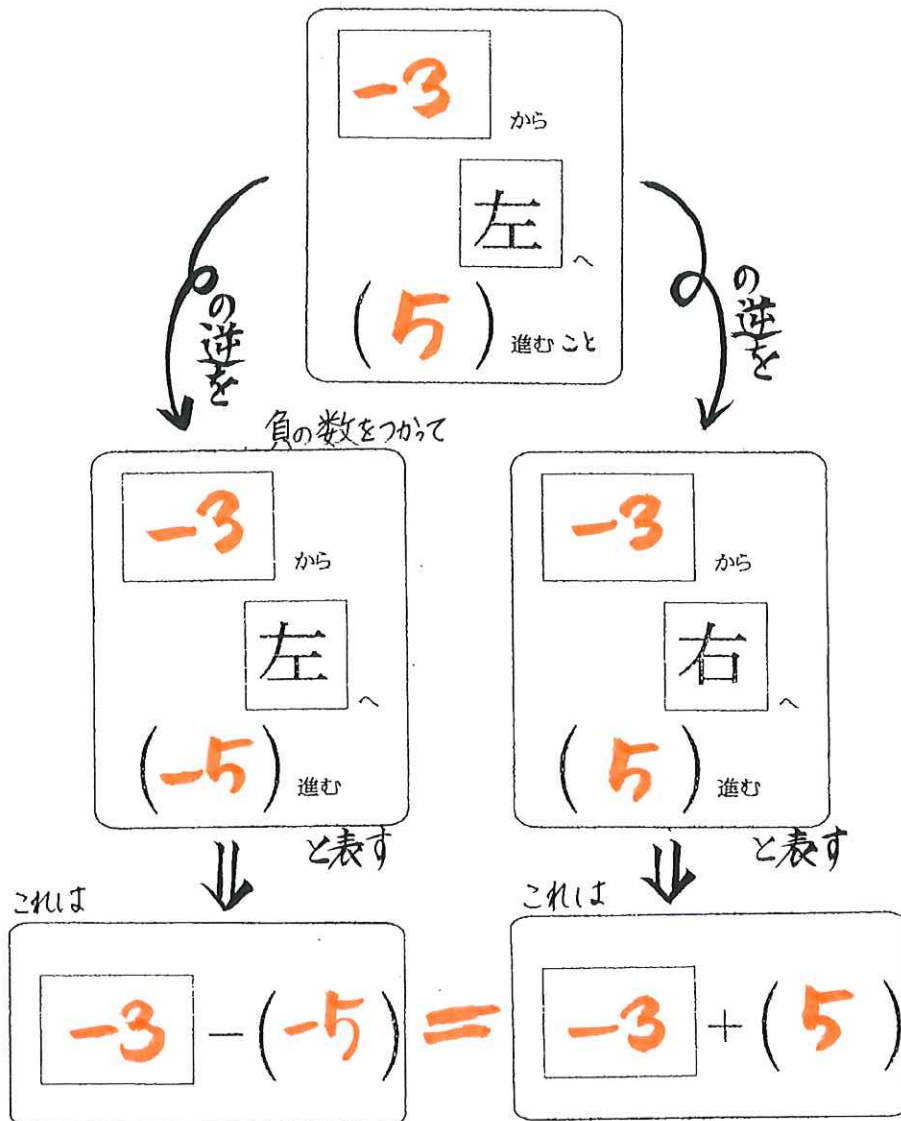 -3 から
左 へ
( 5 ) 進むこと
の逆を
の逆を
負の数をつかって
-3 から
左 へ
(-5) 進む
と表す
-3 から
右 へ
( 5 ) 進む
と表す
これは
-3 - (-5) = -3 + ( 5 )
これは